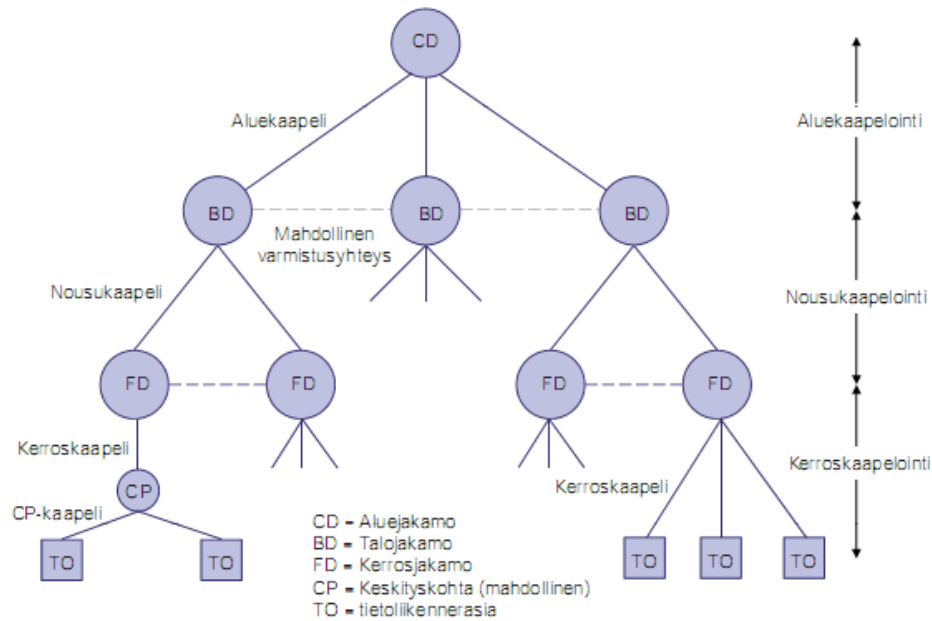 CD
Aluekaapeli
Aluekaapelointi
BD
BD
BD
Mahdollinen
varmistusyhteys
Nousukaapeli
Nousukaapelointi
FD
FD
FD
FD
Kerroskaapeli
Kerroskaapeli
Kerroskaapelointi
CP
CP-kaapeli
TO
TO
TO
TO
TO
CD = Aluejakamo
BD = Talojakamo
FD = Kerrosjakamo
CP = Keskityskohta (mahdollinen)
TO = tietoliikennerasia